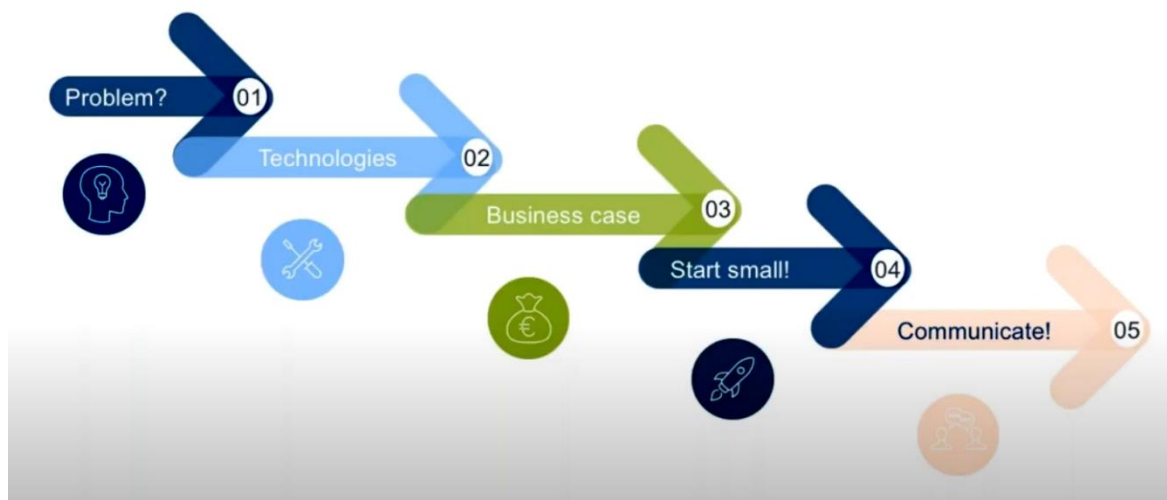 Problem? 01
Technologies 02
Business case 03
€
Start small! 04
Communicate! 05